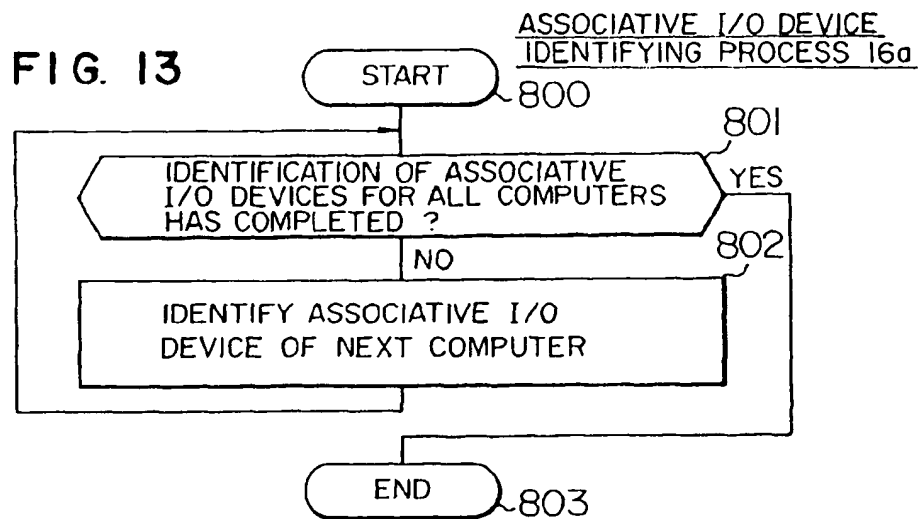 FIG. 13
ASSOCIATIVE I/O DEVICE
IDENTIFYING PROCESS 16a
START
800
801
IDENTIFICATION OF ASSOCIATIVE
I/O DEVICES FOR ALL COMPUTERS
HAS COMPLETED ?
YES
NO
802
IDENTIFY ASSOCIATIVE I/O
DEVICE OF NEXT COMPUTER
END
803